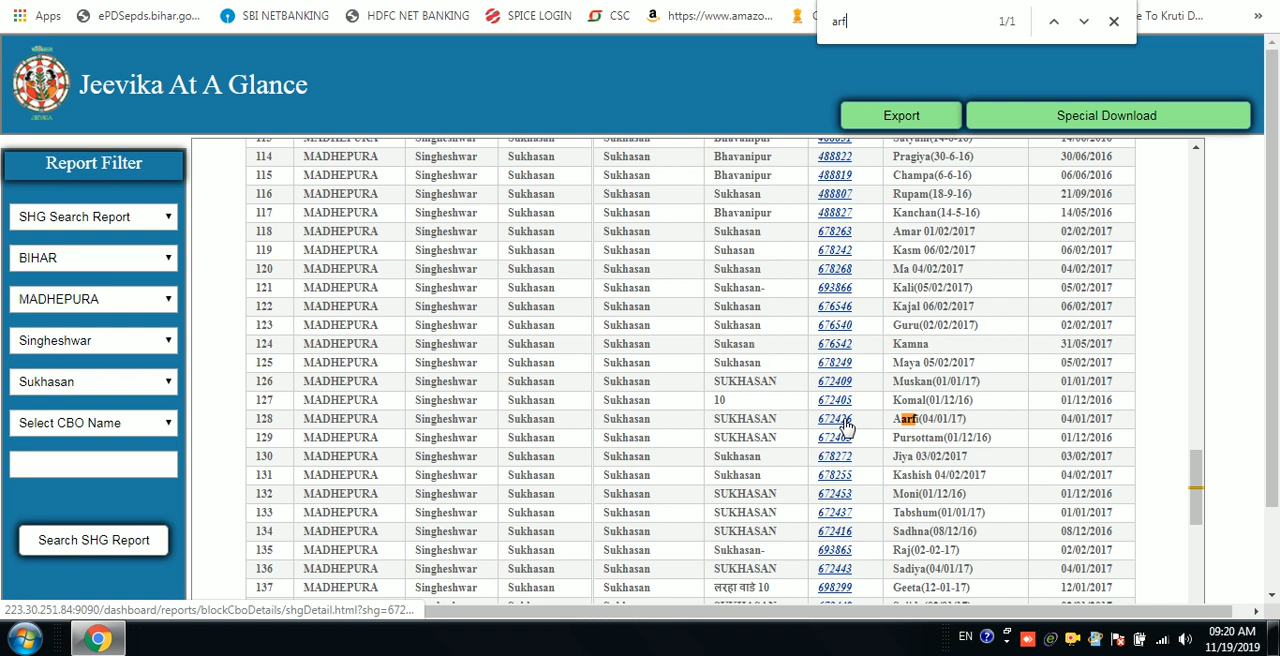 Apps ePDSepds.bihar.go... SBI NETBANKING HDFC NET BANKING SPICE LOGIN CSC https://www.amazo... To Kruti D... »
arf 1/1
Jeevika At A Glance
Export Special Download
Report Filter
SHG Search Report
BIHAR
MADHEPURA
Singheshwar
Sukhasan
Select CBO Name
Search SHG Report
114 MADHEPURA Singheshwar Sukhasan Sukhasan Bhavanipur 488822 Pragiya(30-6-16) 30/06/2016
115 MADHEPURA Singheshwar Sukhasan Sukhasan Bhavanipur 488819 Champa(6-6-16) 06/06/2016
116 MADHEPURA Singheshwar Sukhasan Sukhasan Sukhasan 488807 Rupam(18-9-16) 21/09/2016
117 MADHEPURA Singheshwar Sukhasan Sukhasan Bhavanipur 488827 Kanchan(14-5-16) 14/05/2016
118 MADHEPURA Singheshwar Sukhasan Sukhasan Sukhasan 678263 Amar 01/02/2017 02/02/2017
119 MADHEPURA Singheshwar Sukhasan Sukhasan Suhasan 678242 Kasm 06/02/2017 06/02/2017
120 MADHEPURA Singheshwar Sukhasan Sukhasan Sukhasan 678268 Ma 04/02/2017 04/02/2017
121 MADHEPURA Singheshwar Sukhasan Sukhasan Sukhasan- 693866 Kali(05/02/2017) 05/02/2017
122 MADHEPURA Singheshwar Sukhasan Sukhasan Sukhasan 676546 Kajal 06/02/2017 06/02/2017
123 MADHEPURA Singheshwar Sukhasan Sukhasan Sukhasan 676540 Guru(02/02/2017) 02/02/2017
124 MADHEPURA Singheshwar Sukhasan Sukhasan Sukasan 676542 Kamna 31/05/2017
125 MADHEPURA Singheshwar Sukhasan Sukhasan Sukhasan 678249 Maya 05/02/2017 05/02/2017
126 MADHEPURA Singheshwar Sukhasan Sukhasan SUKHASAN 672409 Muskan(01/01/17) 01/01/2017
127 MADHEPURA Singheshwar Sukhasan Sukhasan 10 672405 Komal(01/12/16) 01/12/2016
128 MADHEPURA Singheshwar Sukhasan Sukhasan SUKHASAN Aarfi(04/01/17) 04/01/2017
129 MADHEPURA Singheshwar Sukhasan Sukhasan SUKHASAN Pursottam(01/12/16) 01/12/2016
130 MADHEPURA Singheshwar Sukhasan Sukhasan Sukhasan 678272 Jiya 03/02/2017 03/02/2017
131 MADHEPURA Singheshwar Sukhasan Sukhasan Sukhasan 678255 Kashish 04/02/2017 04/02/2017
132 MADHEPURA Singheshwar Sukhasan Sukhasan SUKHASAN 672453 Moni(01/12/16) 01/12/2016
133 MADHEPURA Singheshwar Sukhasan Sukhasan SUKHASAN 672437 Tabshum(01/01/17) 01/01/2017
134 MADHEPURA Singheshwar Sukhasan Sukhasan SUKHASAN 672416 Sadhna(08/12/16) 08/12/2016
135 MADHEPURA Singheshwar Sukhasan Sukhasan Sukhasan- 693865 Raj(02-02-17) 02/02/2017
136 MADHEPURA Singheshwar Sukhasan Sukhasan SUKHASAN 672443 Sadiya(04/01/17) 04/01/2017
137 MADHEPURA Singheshwar Sukhasan Sukhasan लरहा वार्ड 10 698299 Geeta(12-01-17) 12/01/2017
223.30.251.84:9090/dashboard/reports/blockCboDetails/shgDetail.html?shg=672...
EN 09:20 AM
11/19/2019